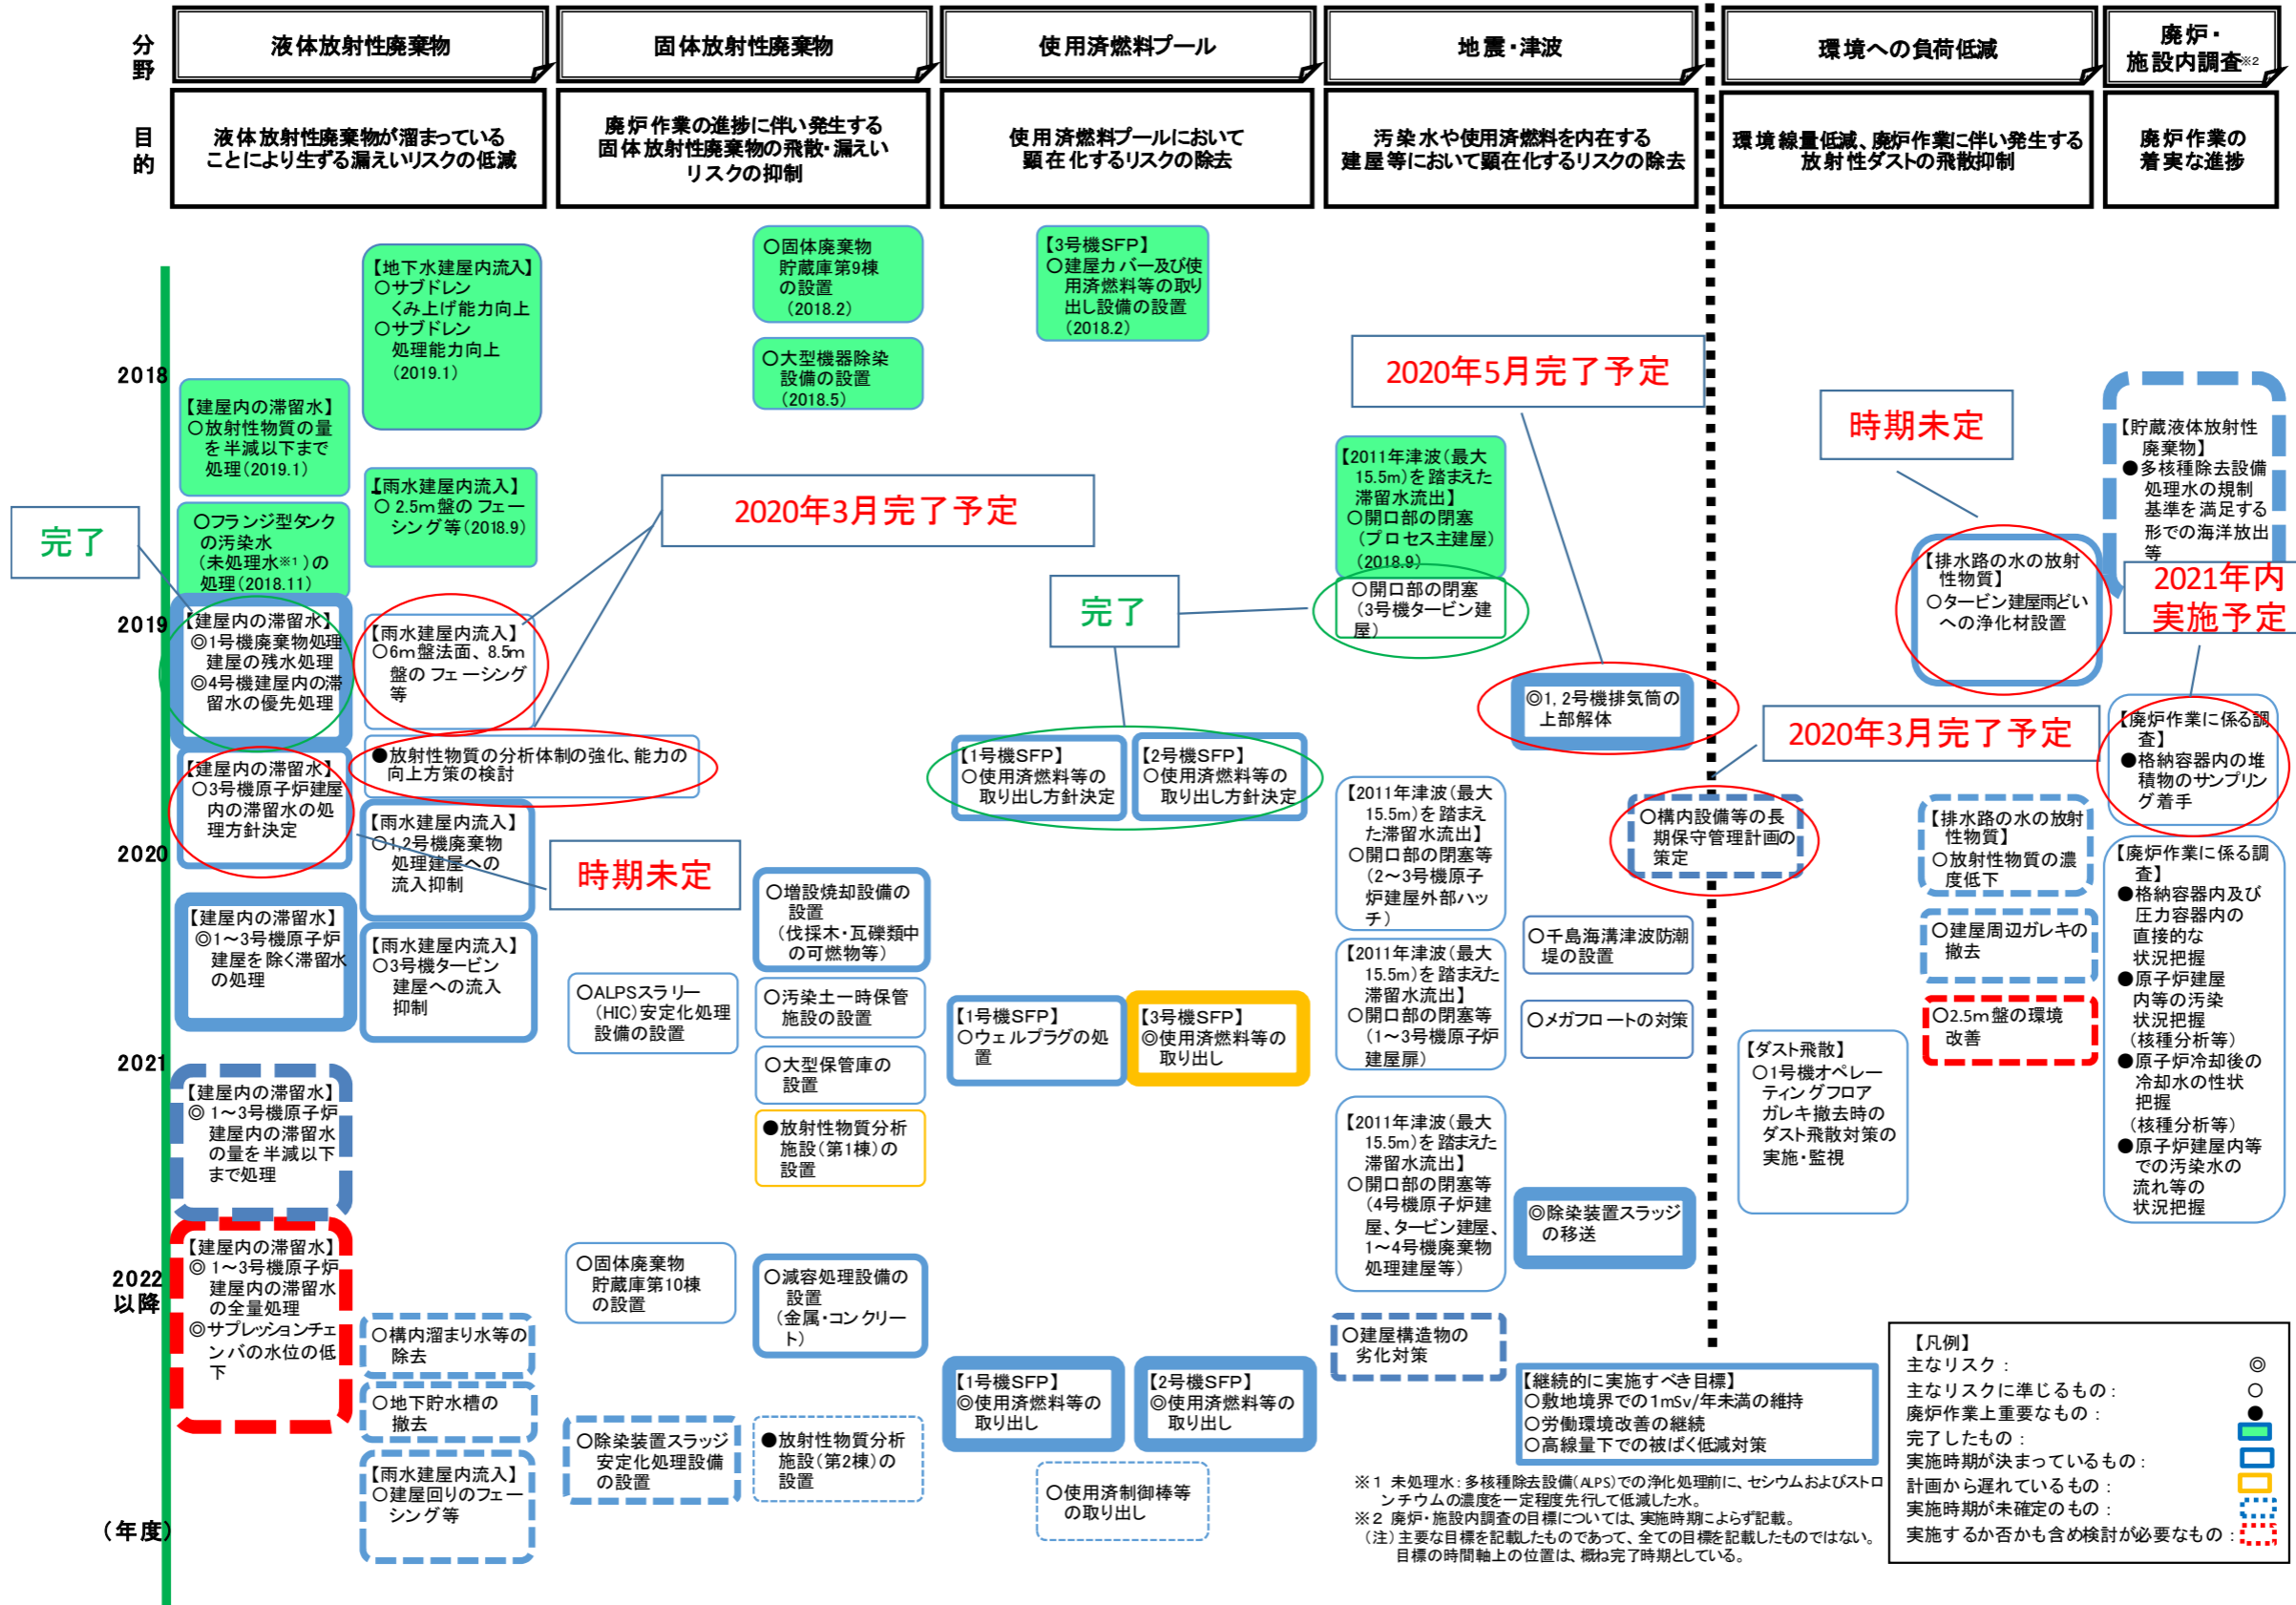 分
野
液体放射性廃棄物
固体放射性廃棄物
使用済燃料プール
地震・津波
環境への負荷低減
廃炉・
施設内調査※2
目
的
液体放射性廃棄物が溜まっている
ことにより生ずる漏えいリスクの低減
廃炉作業の進捗に伴い発生する
固体放射性廃棄物の飛散・漏えい
リスクの抑制
使用済燃料プールにおいて
顕在化するリスクの除去
汚染水や使用済燃料を内在する
建屋等において顕在化するリスクの除去
環境線量低減、廃炉作業に伴い発生する
放射性ダストの飛散抑制
廃炉作業の
着実な進捗
2018
2019
2020
2021
2022
以降
(年度)
【地下水建屋内流入】
○サブドレン
くみ上げ能力向上
○サブドレン
処理能力向上
(2019.1)
【建屋内の滞留水】
○放射性物質の量
を半減以下まで
処理(2019.1)
【雨水建屋内流入】
○2.5m盤のフェー
シング等(2018.9)
○フランジ型タンク
の汚染水
(未処理水※1)の
処理(2018.11)
完了
【建屋内の滞留水】
◎1号機廃棄物処理
建屋の残水処理
◎4号機建屋内の滞
留水の優先処理
【雨水建屋内流入】
○6m盤法面、8.5m
盤のフェーシング
等
2020年3月完了予定
●放射性物質の分析体制の強化、能力の
向上方策の検討
【建屋内の滞留水】
○3号機原子炉建屋
内の滞留水の処
理方針決定
【雨水建屋内流入】
○1,2号機廃棄物
処理建屋への
流入抑制
時期未定
【建屋内の滞留水】
◎1～3号機原子炉
建屋を除く滞留水
の処理
【雨水建屋内流入】
○3号機タービン
建屋への流入
抑制
【建屋内の滞留水】
◎1～3号機原子炉
建屋内の滞留水
の量を半減以下
まで処理
【建屋内の滞留水】
◎1～3号機原子炉
建屋内の滞留水
の全量処理
◎サプレッションチェ
ンバの水位の低
下
○構内溜まり水等の
除去
○地下貯水槽の
撤去
【雨水建屋内流入】
○建屋回りのフェー
シング等
○固体廃棄物
貯蔵庫第9棟
の設置
(2018.2)
○大型機器除染
設備の設置
(2018.5)
○増設焼却設備の
設置
(伐採木・瓦礫類中
の可燃物等)
○ALPSスラリー
(HIC)安定化処理
設備の設置
○汚染土一時保管
施設の設置
○大型保管庫の
設置
●放射性物質分析
施設(第1棟)の
設置
○固体廃棄物
貯蔵庫第10棟
の設置
○減容処理設備の
設置
(金属・コンクリー
ト)
○除染装置スラッジ
安定化処理設備
の設置
●放射性物質分析
施設(第2棟)の
設置
【3号機SFP】
○建屋カバー及び使
用済燃料等の取り
出し設備の設置
(2018.2)
完了
【1号機SFP】
○使用済燃料等の
取り出し方針決定
【2号機SFP】
○使用済燃料等の
取り出し方針決定
【1号機SFP】
○ウェルプラグの処
置
【3号機SFP】
◎使用済燃料等の
取り出し
【1号機SFP】
◎使用済燃料等の
取り出し
【2号機SFP】
◎使用済燃料等の
取り出し
○使用済制御棒等
の取り出し
2020年5月完了予定
【2011年津波(最大
15.5m)を踏まえた
滞留水流出】
○開口部の閉塞
(プロセス主建屋)
(2018.9)
○開口部の閉塞
(3号機タービン建
屋)
◎1,2号機排気筒の
上部解体
【2011年津波(最大
15.5m)を踏まえ
た滞留水流出】
○開口部の閉塞等
(2～3号機原子
炉建屋外部ハッ
チ)
○構内設備等の長
期保守管理計画の
策定
【2011年津波(最大
15.5m)を踏まえた
滞留水流出】
○開口部の閉塞等
(1～3号機原子炉
建屋扉)
○千島海溝津波防潮
堤の設置
○メガフロートの対策
【2011年津波(最大
15.5m)を踏まえた
滞留水流出】
○開口部の閉塞等
(4号機原子炉建
屋、タービン建屋、
1～4号機廃棄物
処理建屋等)
◎除染装置スラッジ
の移送
○建屋構造物の
劣化対策
時期未定
【排水路の水の放射
性物質】
○タービン建屋雨どい
への浄化材設置
2020年3月完了予定
【排水路の水の放射
性物質】
○放射性物質の濃
度低下
○建屋周辺ガレキの
撤去
○2.5m盤の環境
改善
【ダスト飛散】
○1号機オペレー
ティングフロア
ガレキ撤去時の
ダスト飛散対策の
実施・監視
【貯蔵液体放射性
廃棄物】
●多核種除去設備
処理水の規制
基準を満足する
形での海洋放出
等
2021年内
実施予定
【廃炉作業に係る調
査】
●格納容器内の堆
積物のサンプリン
グ着手
【廃炉作業に係る調
査】
●格納容器内及び
圧力容器内の
直接的な
状況把握
●原子炉建屋
内等の汚染
状況把握
(核種分析等)
●原子炉冷却後の
冷却水の性状
把握
(核種分析等)
●原子炉建屋内等
での汚染水の
流れ等の
状況把握
【継続的に実施すべき目標】
○敷地境界での1mSv/年未満の維持
○労働環境改善の継続
○高線量下での被ばく低減対策
※1 未処理水：多核種除去設備(ALPS)での浄化処理前に、セシウムおよびストロ
ンチウムの濃度を一定程度先行して低減した水。
※2 廃炉・施設内調査の目標については、実施時期によらず記載。
(注)主要な目標を記載したものであって、全ての目標を記載したものではない。
目標の時間軸上の位置は、概ね完了時期としている。
【凡例】
主なリスク： ◎
主なリスクに準じるもの： ○
廃炉作業上重要なもの： ●
完了したもの：
実施時期が決まっているもの：
計画から遅れているもの：
実施時期が未確定のもの：
実施するか否かも含め検討が必要なもの：